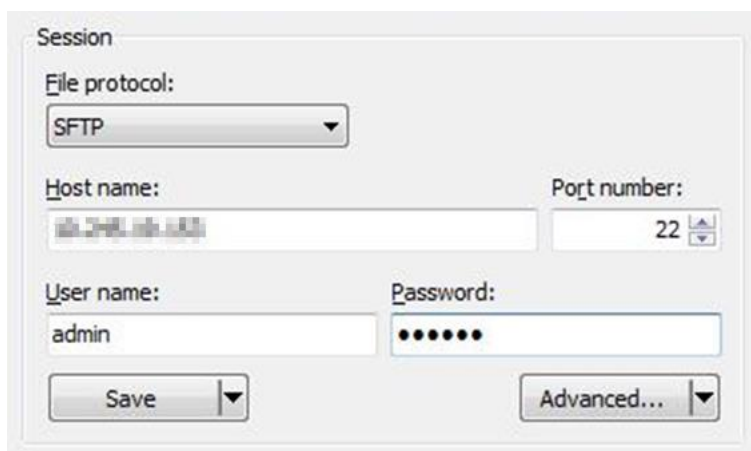 Session
File protocol:
SFTP
Host name: Port number:
22
User name: Password:
admin ●●●●●●
Save Advanced...